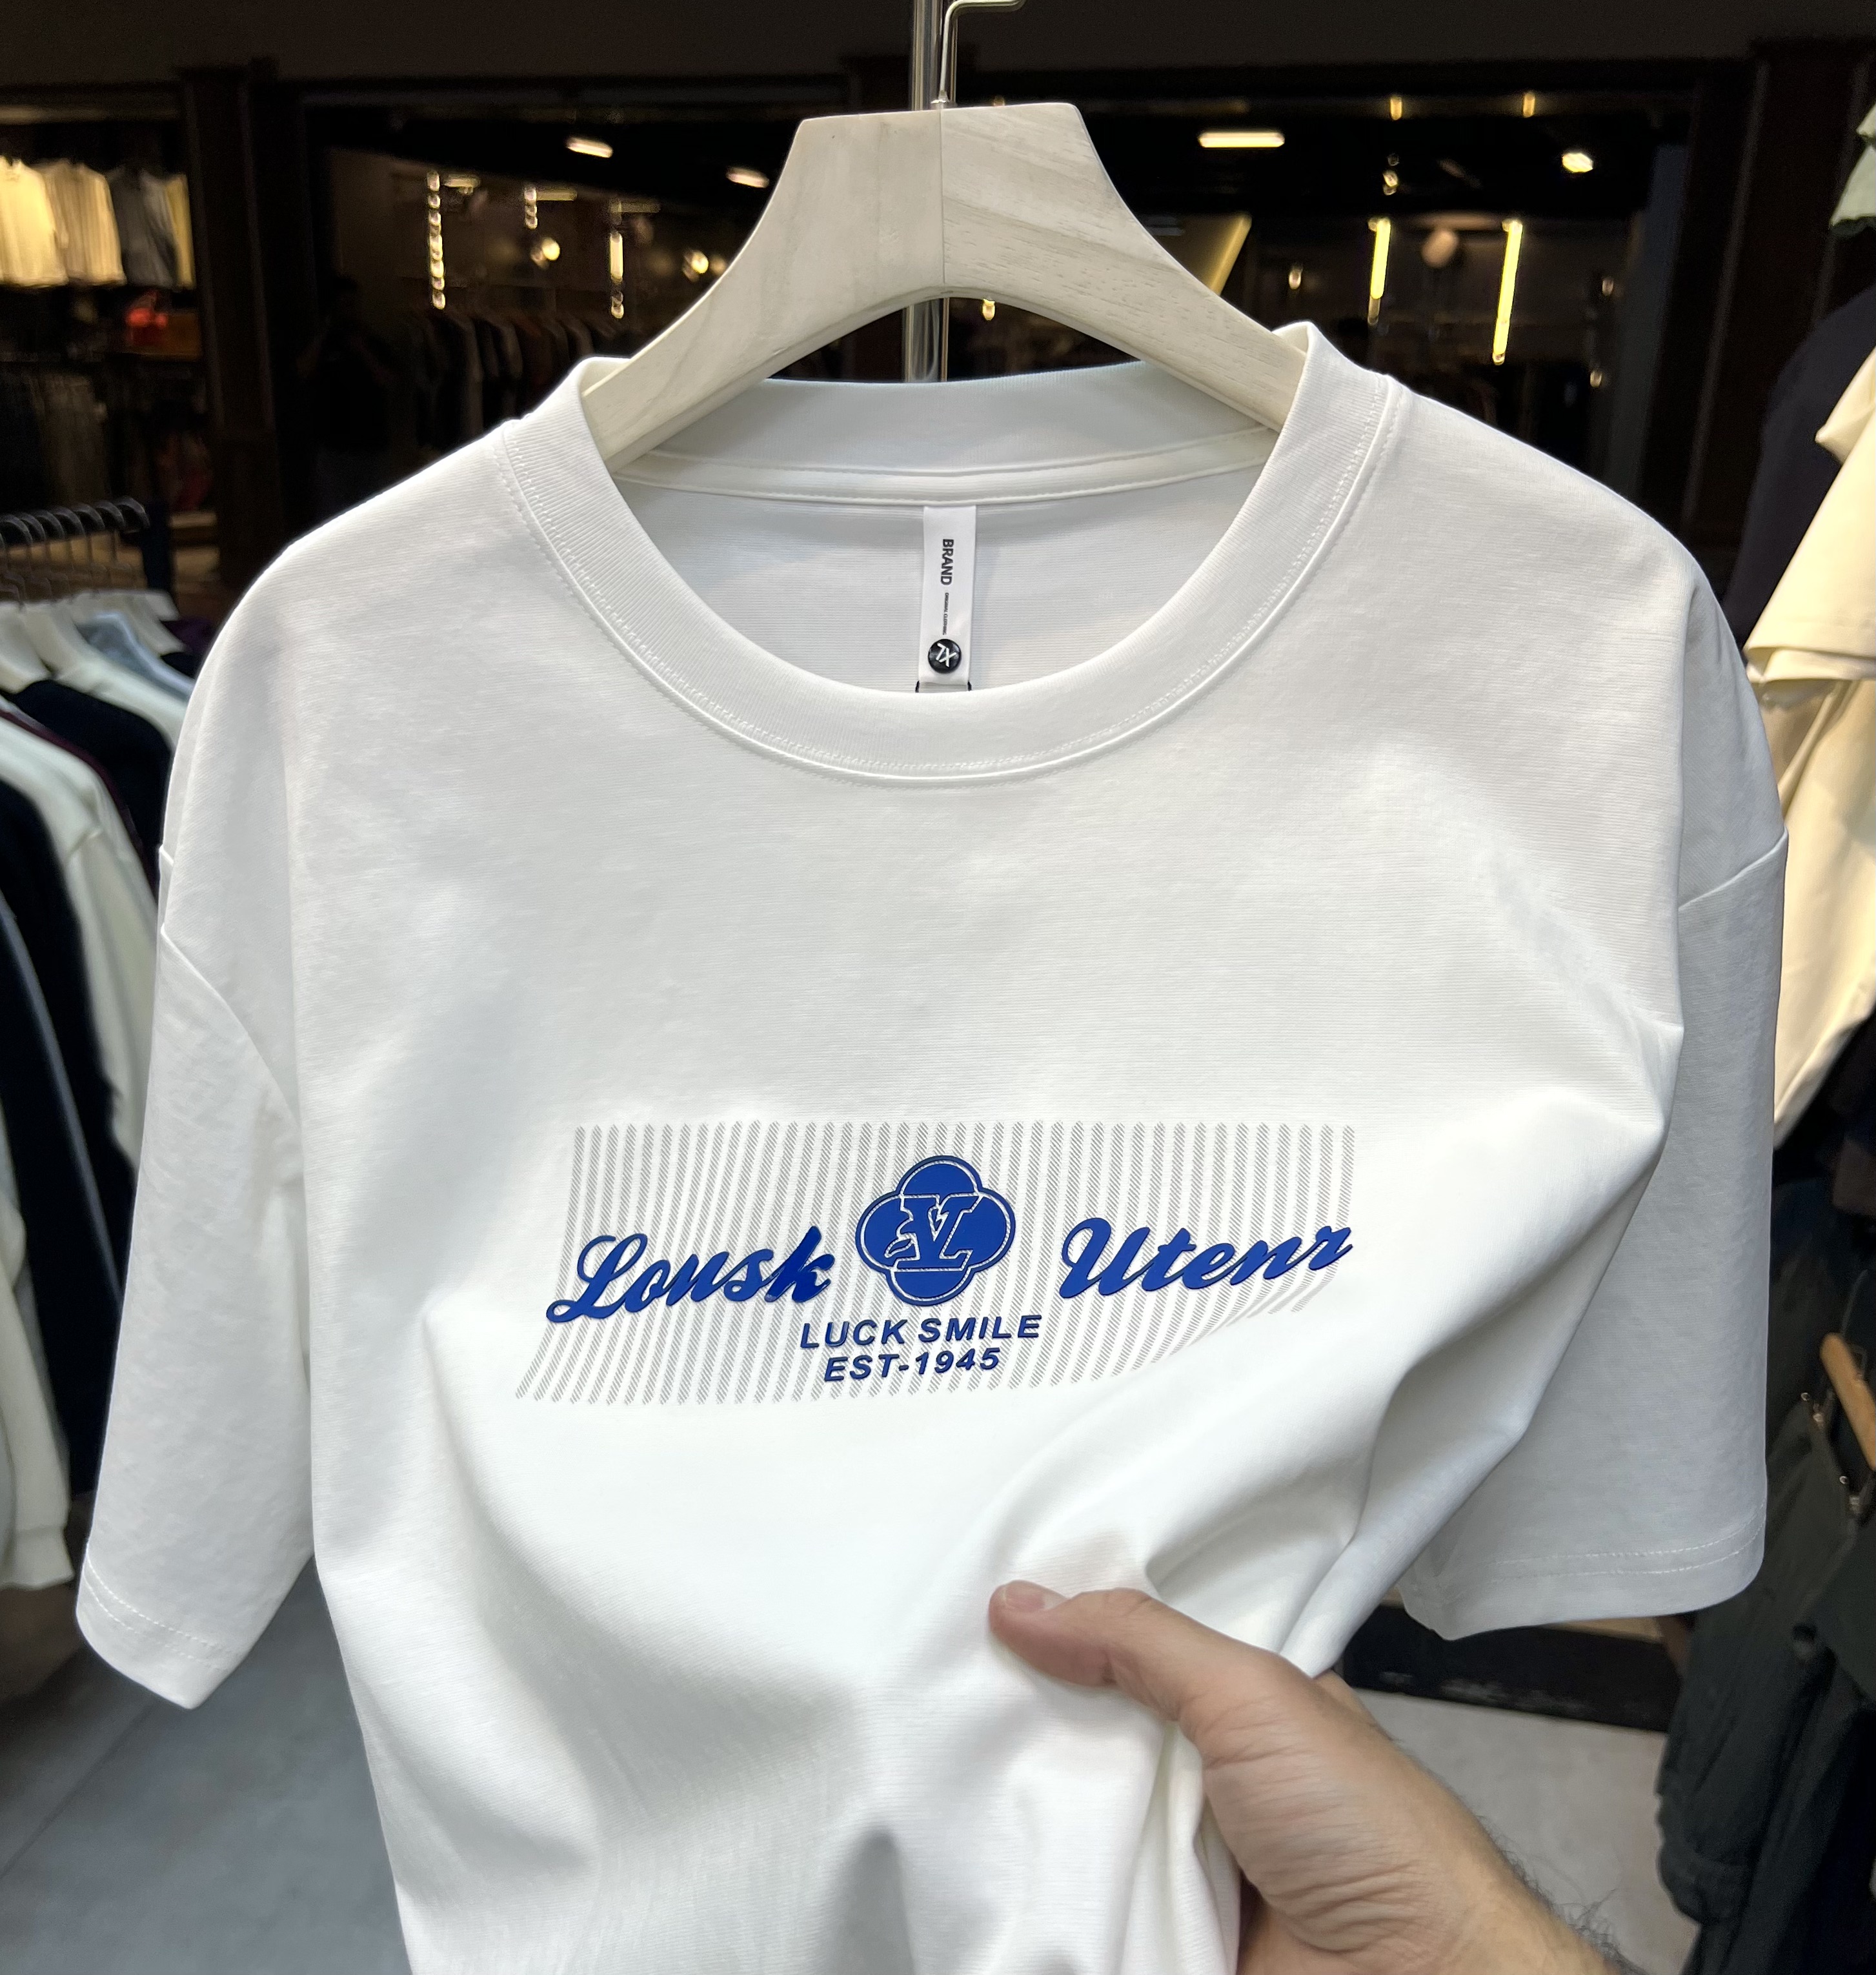 BRAND
Lousk Utenr
LUCK SMILE
EST-1945